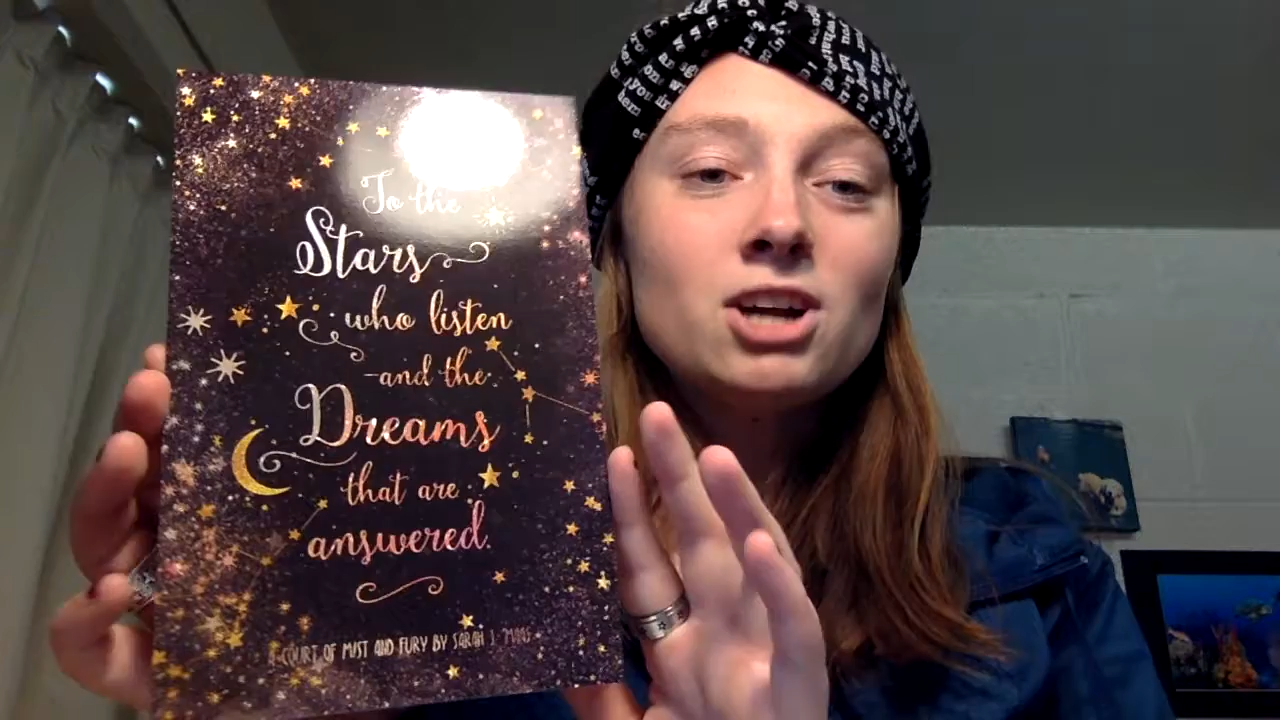 To the
Stars
who listen
-and the
Dreams
that are
answered.
A COURT OF MIST AND FURY BY SARAH J. MAAS